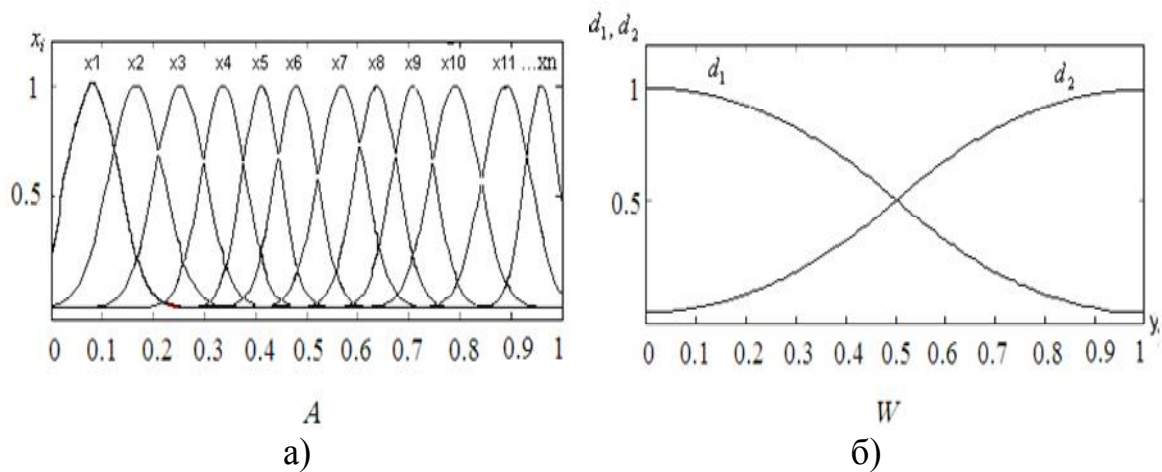 xᵢ
x1 x2 x3 x4 x5 x6 x7 x8 x9 x10 x11 ...xn
1
0.5
0 0.1 0.2 0.3 0.4 0.5 0.6 0.7 0.8 0.9 1
A
а)
d₁, d₂
d₁ d₂
1
0.5
y
0 0.1 0.2 0.3 0.4 0.5 0.6 0.7 0.8 0.9 1
W
б)